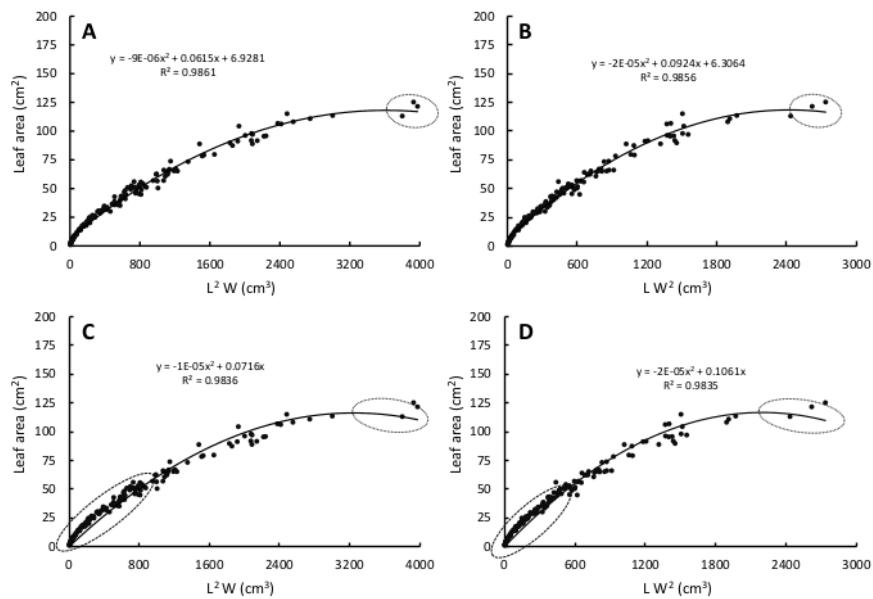 A
y = -9E-06x² + 0.0615x + 6.9281
R² = 0.9861
Leaf area (cm²)
200
175
150
125
100
75
50
25
0
0 800 1600 2400 3200 4000
L² W (cm³)
B
y = -2E-05x² + 0.0924x + 6.3064
R² = 0.9856
Leaf area (cm²)
200
175
150
125
100
75
50
25
0
0 600 1200 1800 2400 3000
L W² (cm³)
C
y = -1E-05x² + 0.0716x
R² = 0.9836
Leaf area (cm²)
200
175
150
125
100
75
50
25
0
0 800 1600 2400 3200 4000
L² W (cm³)
D
y = -2E-05x² + 0.1061x
R² = 0.9835
Leaf area (cm²)
200
175
150
125
100
75
50
25
0
0 600 1200 1800 2400 3000
L W² (cm³)